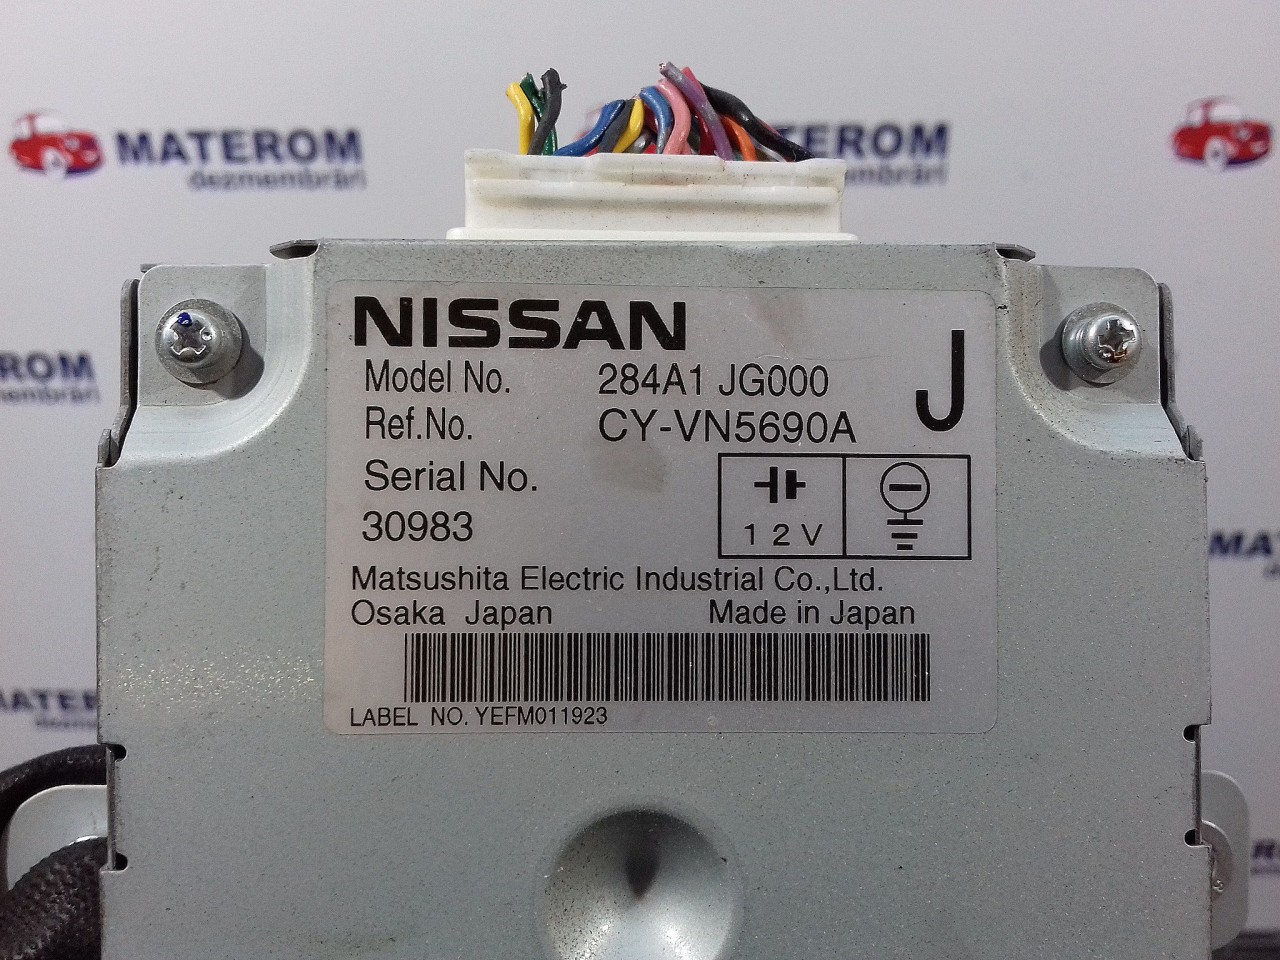 MATEROM
dezmembrări
MATEROM
dezmembrări
NISSAN
J
Model No. 284A1 JG000
Ref.No. CY-VN5690A
Serial No.
30983
12V
Matsushita Electric Industrial Co.,Ltd.
Osaka Japan Made in Japan
LABEL NO. YEFM011923